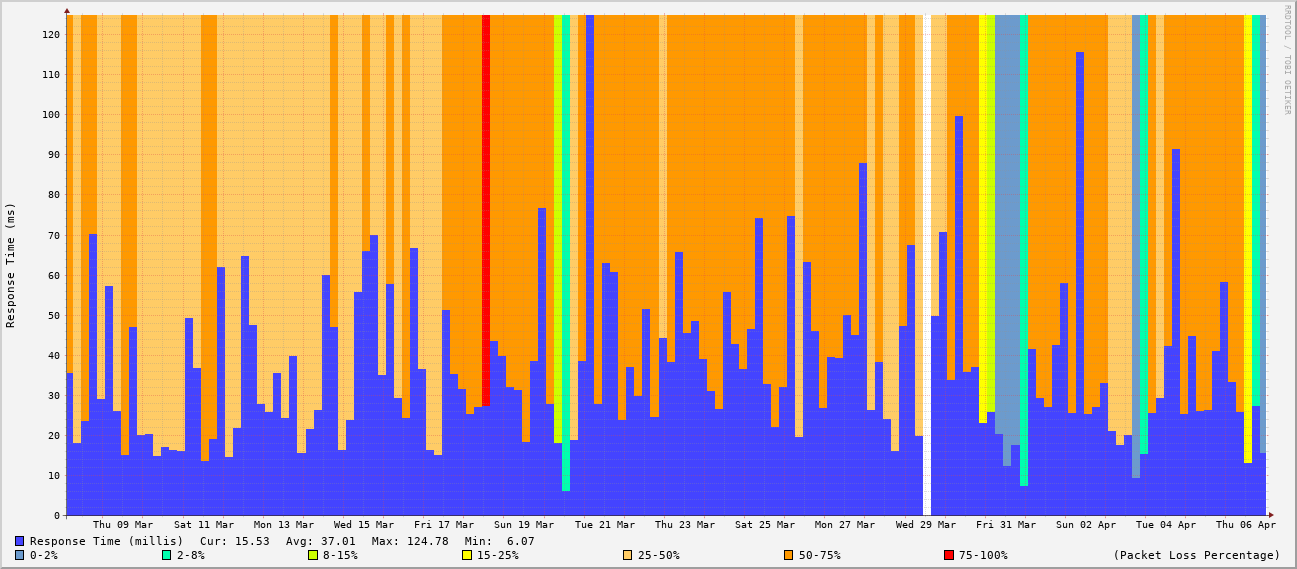 RRDTOOL / TOBI OETIKER
Response Time (ms)
120
110
100
90
80
70
60
50
40
30
20
10
0
Thu 09 Mar Sat 11 Mar Mon 13 Mar Wed 15 Mar Fri 17 Mar Sun 19 Mar Tue 21 Mar Thu 23 Mar Sat 25 Mar Mon 27 Mar Wed 29 Mar Fri 31 Mar Sun 02 Apr Tue 04 Apr Thu 06 Apr
Response Time (millis) Cur: 15.53 Avg: 37.01 Max: 124.78 Min: 6.07
0-2% 2-8% 8-15% 15-25% 25-50% 50-75% 75-100% (Packet Loss Percentage)